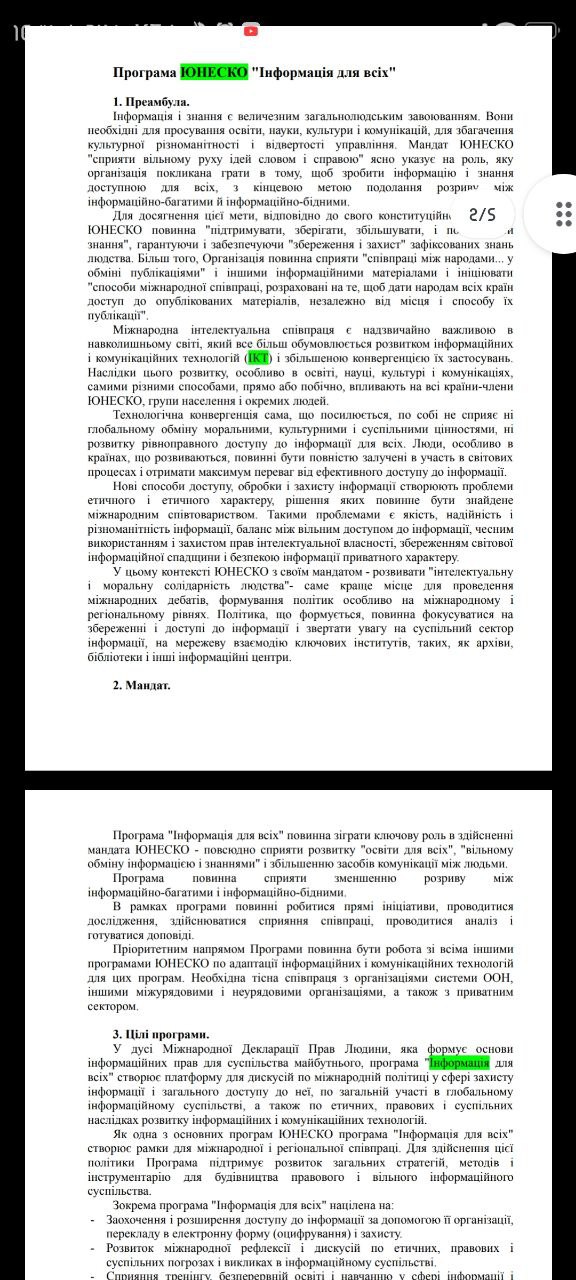 Програма ЮНЕСКО "Інформація для всіх"
1. Преамбула.
Інформація і знання є величезним загальнолюдським завоюванням. Вони
необхідні для просування освіти, науки, культури і комунікацій, для збагачення
культурної різноманітності і відвертості управління. Мандат ЮНЕСКО
"сприяти вільному руху ідей словом і справою" ясно указує на роль, яку
організація покликана грати в тому, щоб зробити інформацію і знання
доступною для всіх, з кінцевою метою подолання розриву між
інформаційно-багатими й інформаційно-бідними.
Для досягнення цієї мети, відповідно до свого конституційн
2/5
ЮНЕСКО повинна "підтримувати, зберігати, збільшувати, і
знання", гарантуючи і забезпечуючи "збереження і захист" зафіксованих знань
людства. Більш того, Організація повинна сприяти "співпраці між народами... у
обміні публікаціями" і іншими інформаційними матеріалами і ініціювати
"способи міжнародної співпраці, розраховані на те, щоб дати народам всіх країн
доступ до опублікованих матеріалів, незалежно від місця і способу їх
публікації".
Міжнародна інтелектуальна співпраця є надзвичайно важливою в
навколишньому світі, який все більш обумовлюється розвитком інформаційних
і комунікаційних технологій (ІКТ) і збільшеною конвергенцією їх застосувань.
Наслідки цього розвитку, особливо в освіті, науці, культурі і комунікаціях,
самими різними способами, прямо або побічно, впливають на всі країни-члени
ЮНЕСКО, групи населення і окремих людей.
Технологічна конвергенція сама, що посилюється, по собі не сприяє ні
глобальному обміну моральними, культурними і суспільними цінностями, ні
розвитку рівноправного доступу до інформації для всіх. Люди, особливо в
країнах, що розвиваються, повинні бути повністю залучені в участь в світових
процесах і отримати максимум переваг від ефективного доступу до інформації.
Нові способи доступу, обробки і захисту інформації створюють проблеми
етичного і етичного характеру, рішення яких повинне бути знайдене
міжнародним співтовариством. Такими проблемами є якість, надійність і
різноманітність інформації, баланс між вільним доступом до інформації, чесним
використанням і захистом прав інтелектуальної власності, збереженням світової
інформаційної спадщини і безпекою інформації приватного характеру.
У цьому контексті ЮНЕСКО з своїм мандатом - розвивати "інтелектуальну
і моральну солідарність людства"- саме краще місце для проведення
міжнародних дебатів, формування політик особливо на міжнародному і
регіональному рівнях. Політика, що формується, повинна фокусуватися на
збереженні і доступі до інформації і звертати увагу на суспільний сектор
інформації, на мережеву взаємодію ключових інститутів, таких, як архіви,
бібліотеки і інші інформаційні центри.
2. Мандат.
Програма "Інформація для всіх" повинна зіграти ключову роль в здійсненні
мандата ЮНЕСКО - повсюдно сприяти розвитку "освіти для всіх", "вільному
обміну інформацією і знаннями" і збільшенню засобів комунікації між людьми.
Програма повинна сприяти зменшенню розриву між
інформаційно-багатими і інформаційно-бідними.
В рамках програми повинні робитися прямі ініціативи, проводитися
дослідження, здійснюватися сприяння співпраці, проводитися аналіз і
готуватися доповіді.
Пріоритетним напрямом Програми повинна бути робота зі всіма іншими
програмами ЮНЕСКО по адаптації інформаційних і комунікаційних технологій
для цих програм. Необхідна тісна співпраця з організаціями системи ООН,
іншими міжурядовими і неурядовими організаціями, а також з приватним
сектором.
3. Цілі програми.
У дусі Міжнародної Декларації Прав Людини, яка формує основи
інформаційних прав для суспільства майбутнього, програма "Інформація для
всіх" створює платформу для дискусій по міжнародній політиці у сфері захисту
інформації і загального доступу до неї, по загальній участі в глобальному
інформаційному суспільстві, а також по етичних, правових і суспільних
наслідках розвитку інформаційних і комунікаційних технологій.
Як одна з основних програм ЮНЕСКО програма "Інформація для всіх"
створює рамки для міжнародної і регіональної співпраці. Для здійснення цієї
політики Програма підтримує розвиток загальних стратегій, методів і
інструментарію для будівництва правового і вільного інформаційного
суспільства.
Зокрема програма "Інформація для всіх" націлена на:
- Заохочення і розширення доступу до інформації за допомогою її організації,
перекладу в електронну форму (оцифрування) і захисту.
- Розвиток міжнародної рефлексії і дискусій по етичних, правових і
суспільних погрозах і викликах в інформаційному суспільстві.
- Сприяння тренінгу, безперервній освіті і навчанню у сфері інформації і